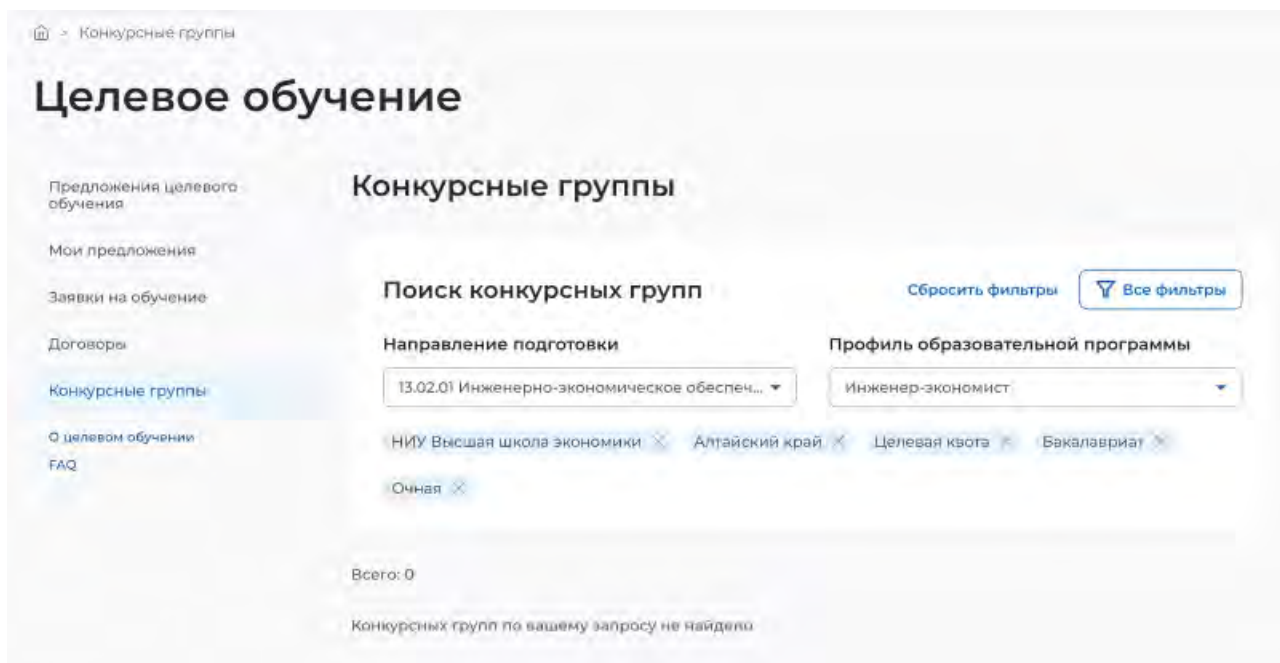 > Конкурсные группы
Целевое обучение
Предложения целевого
обучения
Мои предложения
Заявки на обучение
Договоры
Конкурсные группы
О целевом обучении
FAQ
Конкурсные группы
Поиск конкурсных групп
Сбросить фильтры
Все фильтры
Направление подготовки
Профиль образовательной программы
13.02.01 Инженерно-экономическое обеспеч...
Инженер-экономист
НИУ Высшая школа экономики ×
Алтайский край ×
Целевая квота ×
Бакалавриат ×
Очная ×
Всего: 0
Конкурсных групп по вашему запросу не найдено